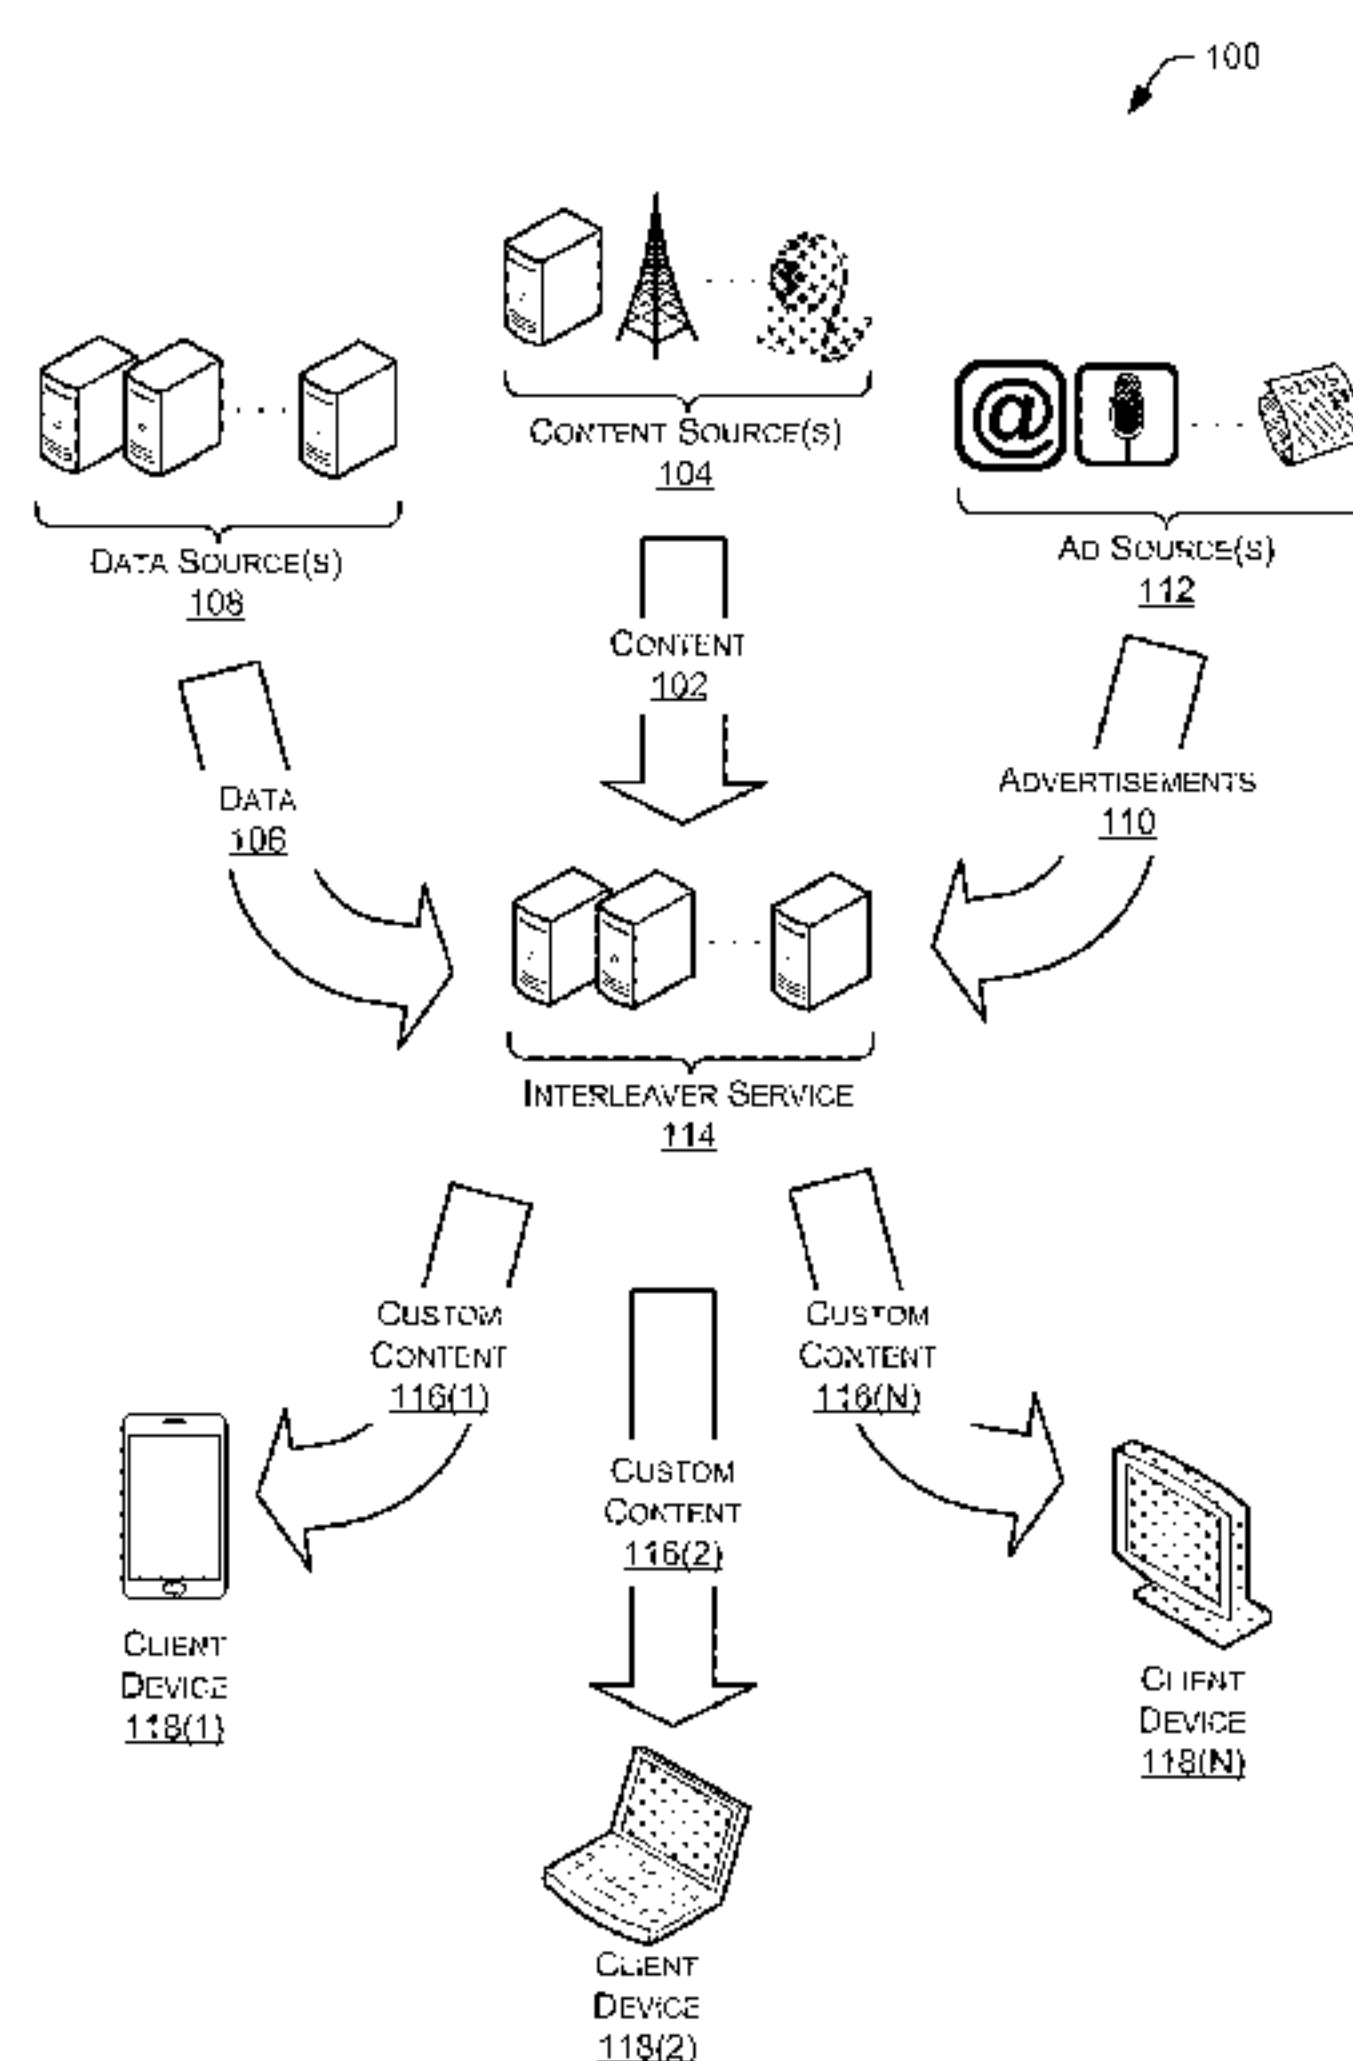 100
CONTENT SOURCE(S)
104
DATA SOURCE(S)
108
AD SOURCE(S)
112
CONTENT
102
DATA
106
ADVERTISEMENTS
110
INTERLEAVER SERVICE
114
CUSTOM
CONTENT
116(1)
CUSTOM
CONTENT
116(N)
CUSTOM
CONTENT
116(2)
CLIENT
DEVICE
118(1)
CLIENT
DEVICE
118(N)
CLIENT
DEVICE
118(2)
@